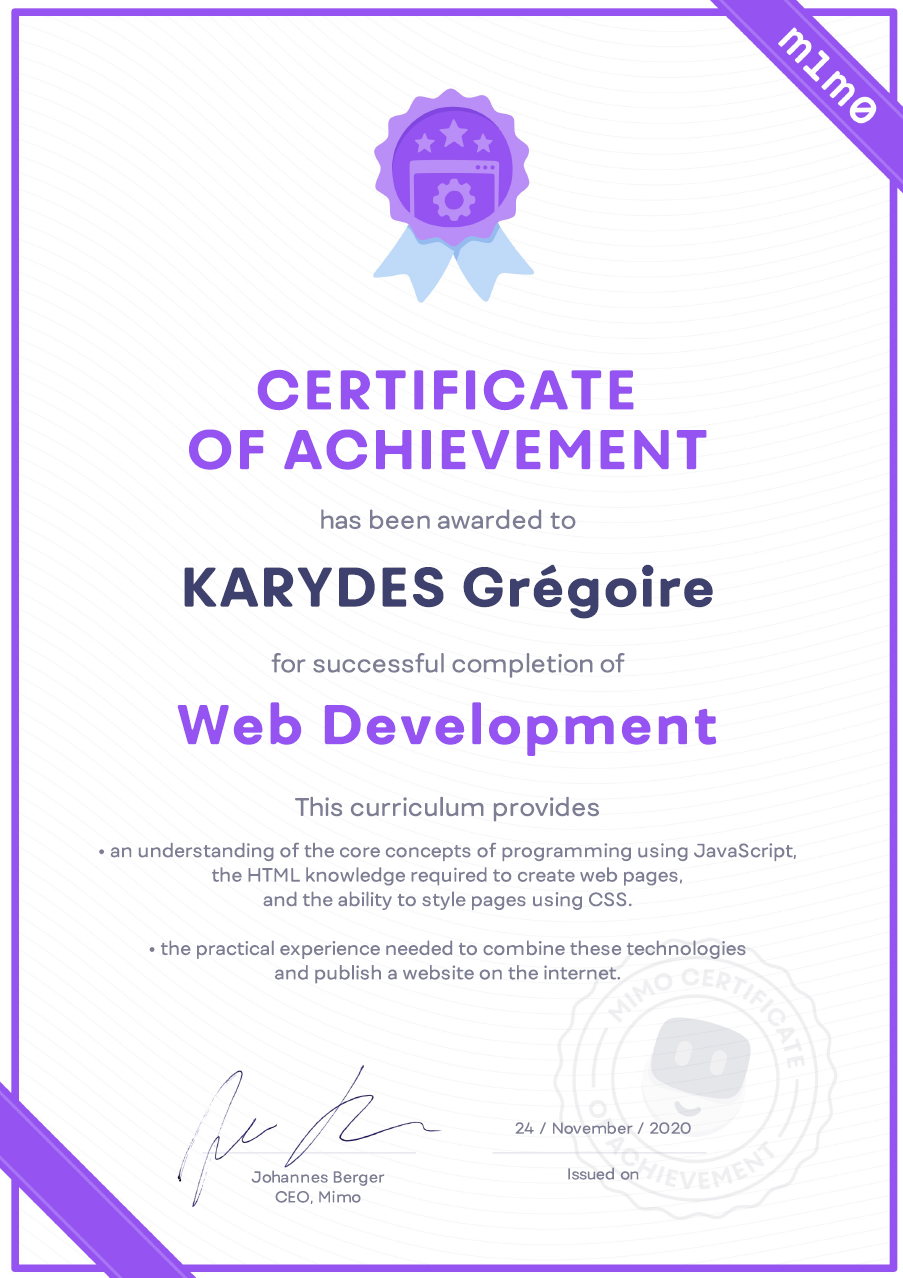 m1m0
CERTIFICATE
OF ACHIEVEMENT
has been awarded to
KARYDES Grégoire
for successful completion of
Web Development
This curriculum provides
• an understanding of the core concepts of programming using JavaScript,
the HTML knowledge required to create web pages,
and the ability to style pages using CSS.
• the practical experience needed to combine these technologies
and publish a website on the internet.
MIMO CERTIFICATE
OF ACHIEVEMENT
24 / November / 2020
Issued on
Johannes Berger
CEO, Mimo